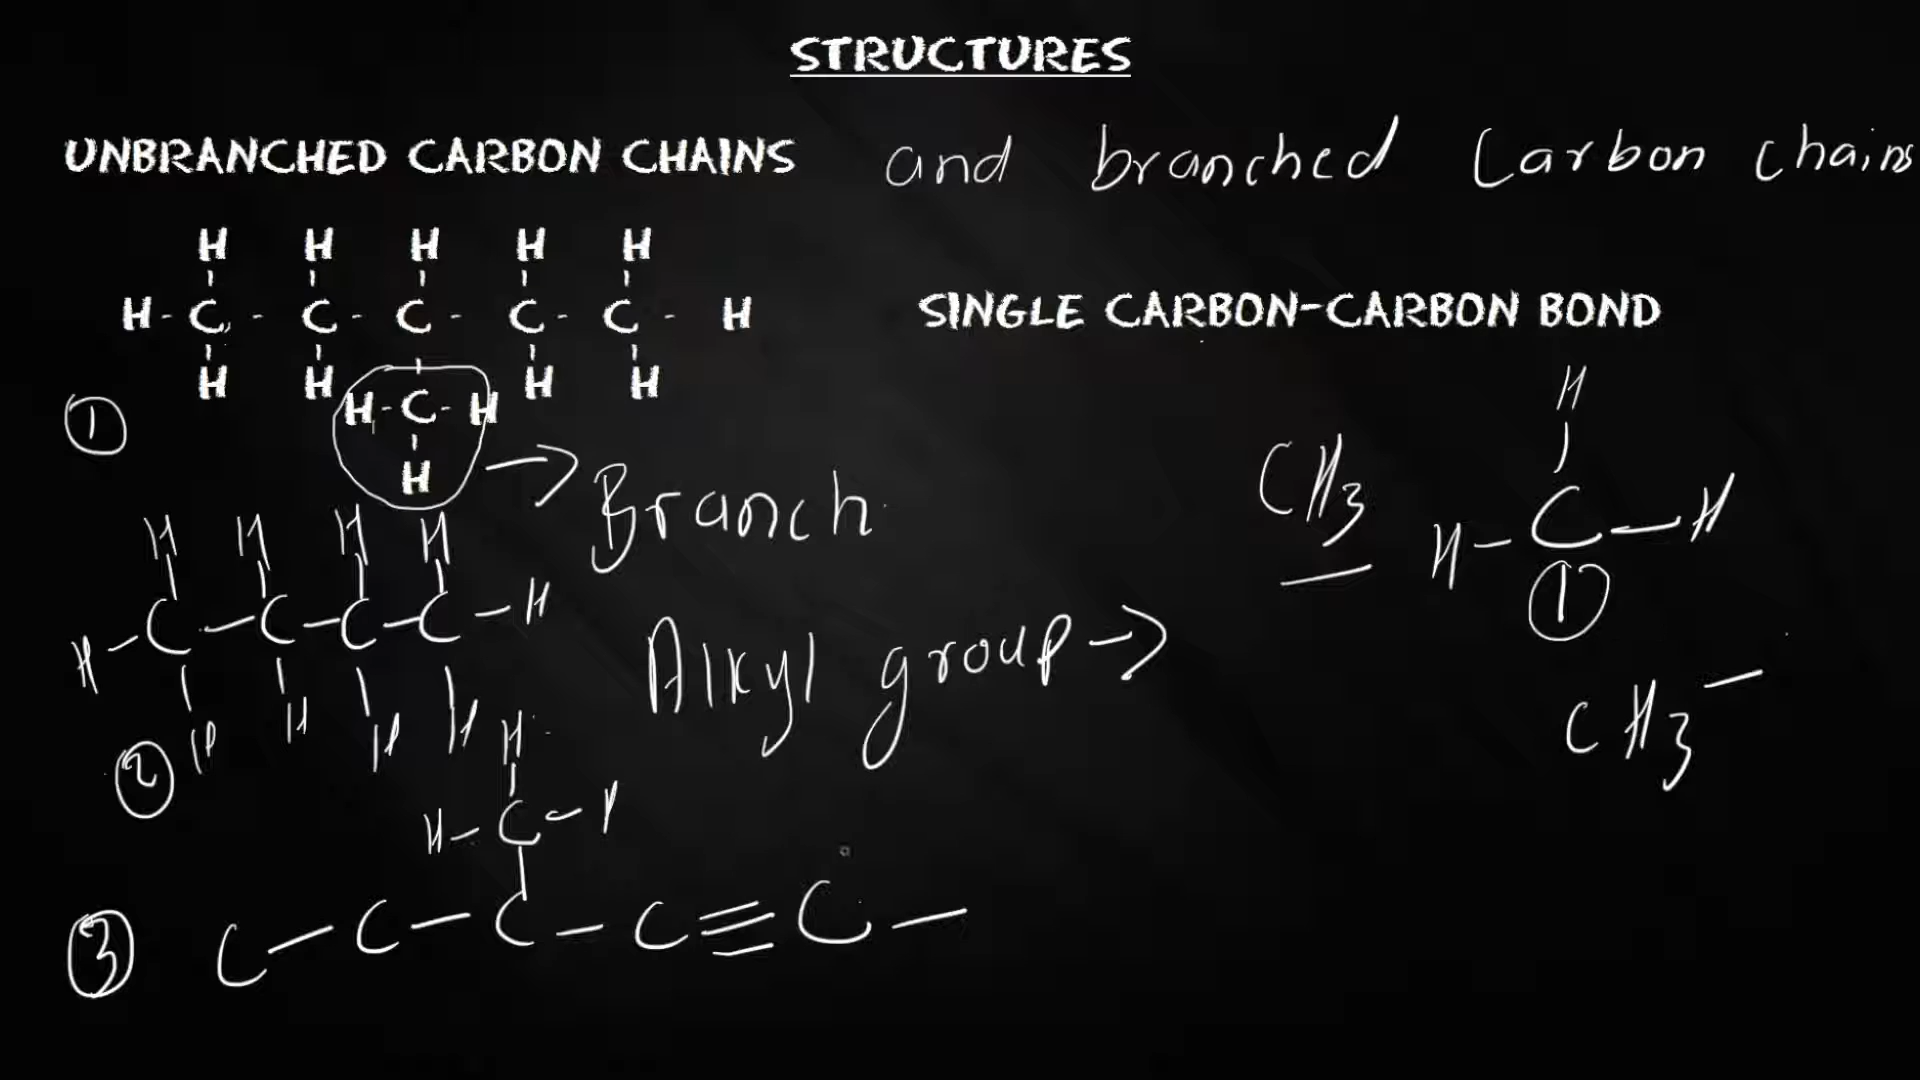 STRUCTURES
UNBRANCHED CARBON CHAINS and branched Carbon chains
H H H H H
H - C - C - C - C - C - H
SINGLE CARBON-CARBON BOND
H H H H
H - C - H
H
①
Branch
CH3
H
H - C - H
①
H H H H
H - C - C - C - C - H
H H H H
②
Alkyl group →
CH3 -
H
H - C - H
③ C - C - C - C ≡ C -